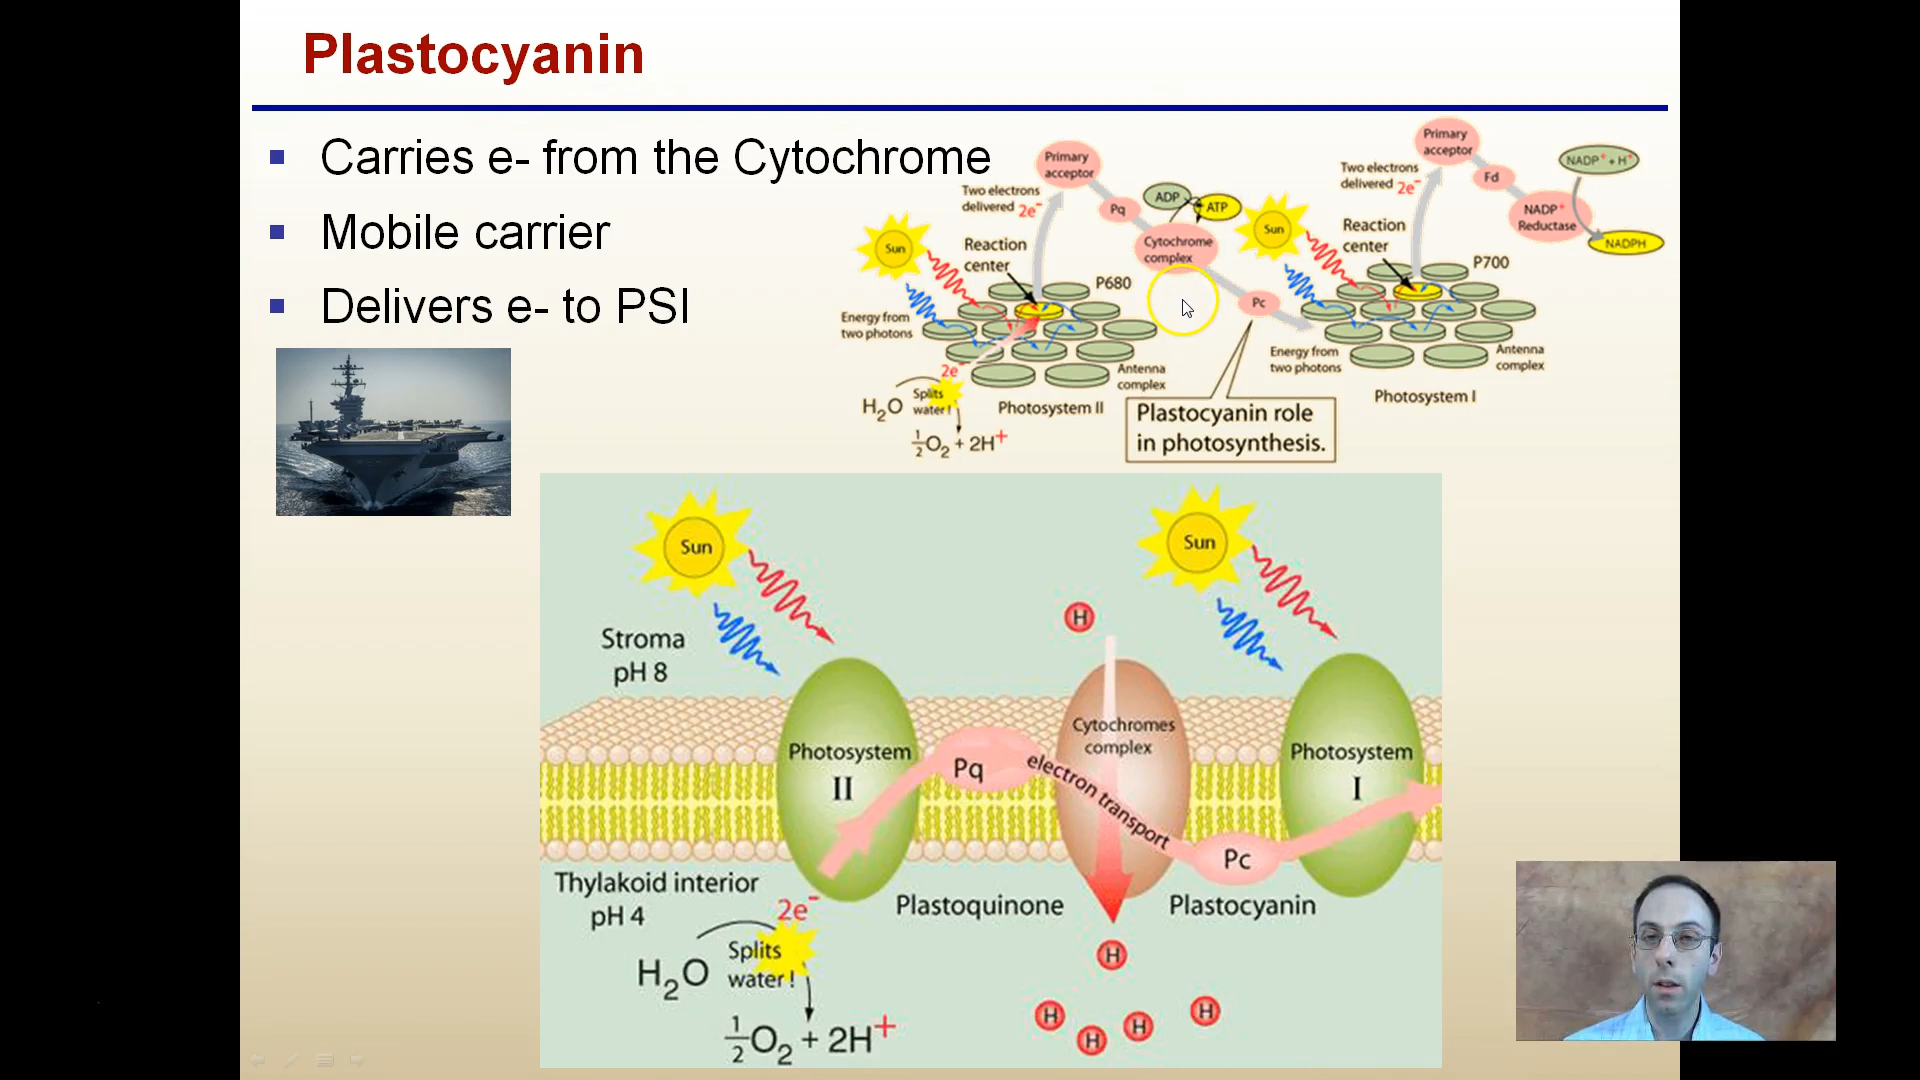 Plastocyanin
Carries e- from the Cytochrome
Mobile carrier
Delivers e- to PSI
Primary
acceptor
Two electrons
delivered 2e⁻
Pq
ADP
ATP
Cytochrome
complex
Sun
Reaction
center
P680
Energy from
two photons
Pc
2e⁻
Antenna
complex
H₂O
Splits
water!
Photosystem II
½O₂ + 2H⁺
Plastocyanin role
in photosynthesis.
Primary
acceptor
Two electrons
delivered 2e⁻
Fd
NADP⁺ + H⁺
NADP⁺
Reductase
NADPH
Sun
Reaction
center
P700
Energy from
two photons
Antenna
complex
Photosystem I
Sun
Sun
H
Stroma
pH 8
Photosystem
II
Pq
Cytochromes
complex
electron transport
Pc
Photosystem
I
Thylakoid interior
pH 4
2e⁻
Plastoquinone
Plastocyanin
H₂O
Splits
water!
½O₂ + 2H⁺
H
H
H
H
H